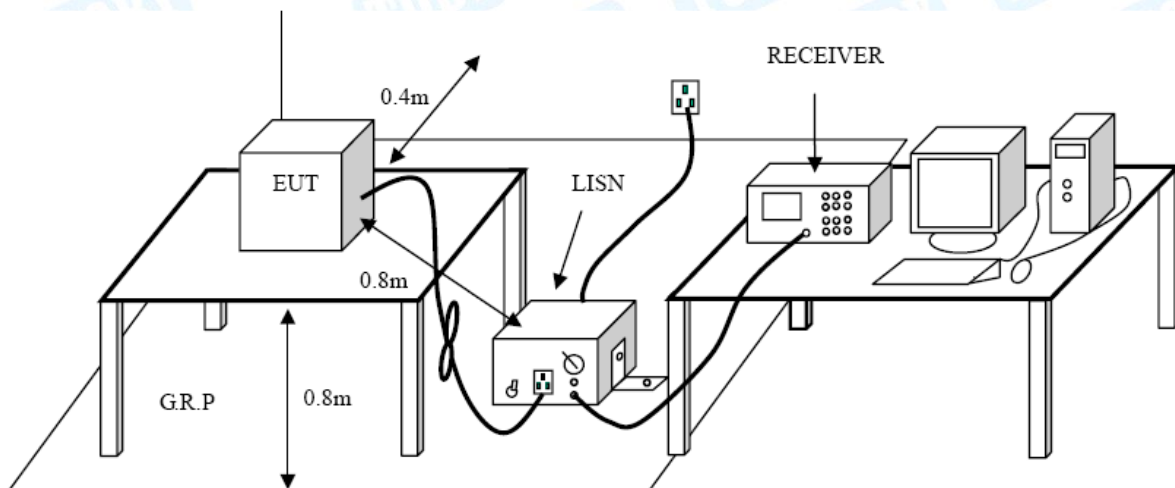 RECEIVER
0.4m
EUT
LISN
0.8m
G.R.P
0.8m